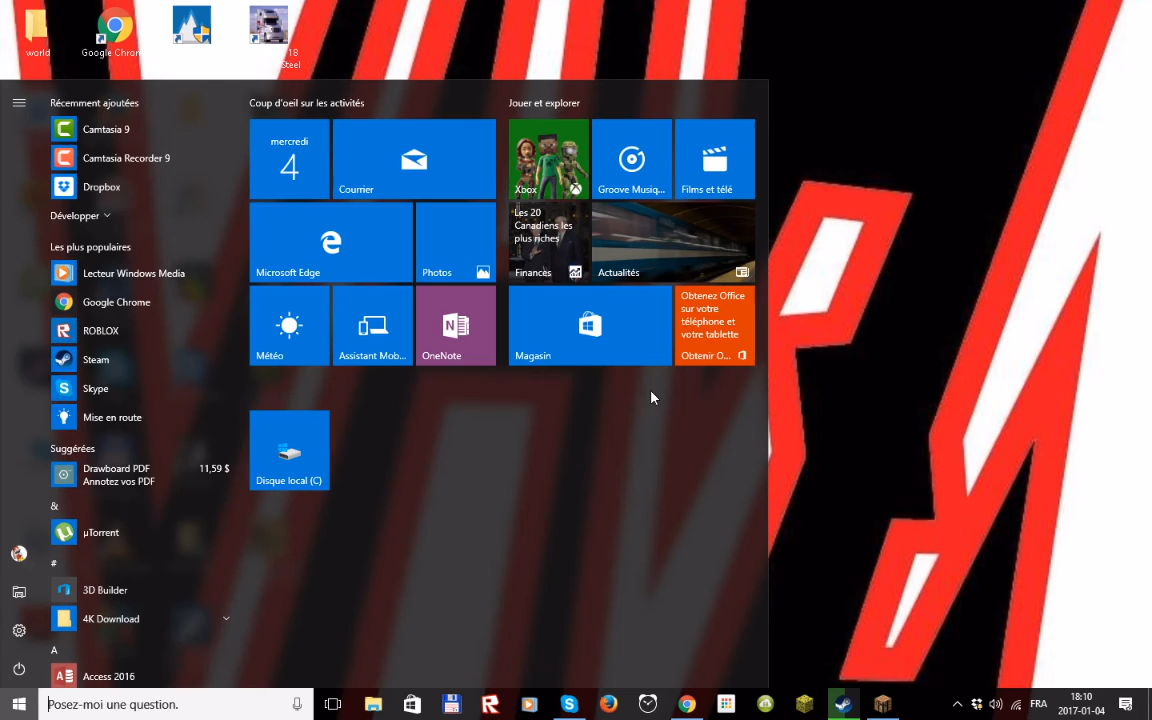 world
Google Chrom
18
Steel
Récemment ajoutées
Camtasia 9
Camtasia Recorder 9
Dropbox
Développer
Les plus populaires
Lecteur Windows Media
Google Chrome
ROBLOX
Steam
Skype
Mise en route
Suggérées
Drawboard PDF 11,59 $
Annotez vos PDF
&
µTorrent
#
3D Builder
4K Download
A
Access 2016
Coup d'oeil sur les activités
mercredi
4
Courrier
Microsoft Edge
Photos
Météo
Assistant Mob...
OneNote
Disque local (C)
Jouer et explorer
Xbox
Groove Musiq...
Films et télé
Les 20
Canadiens les
plus riches
Finances
Actualités
Magasin
Obtenez Office
sur votre
téléphone et
votre tablette
Obtenir O...
Posez-moi une question.
FRA
18:10
2017-01-04